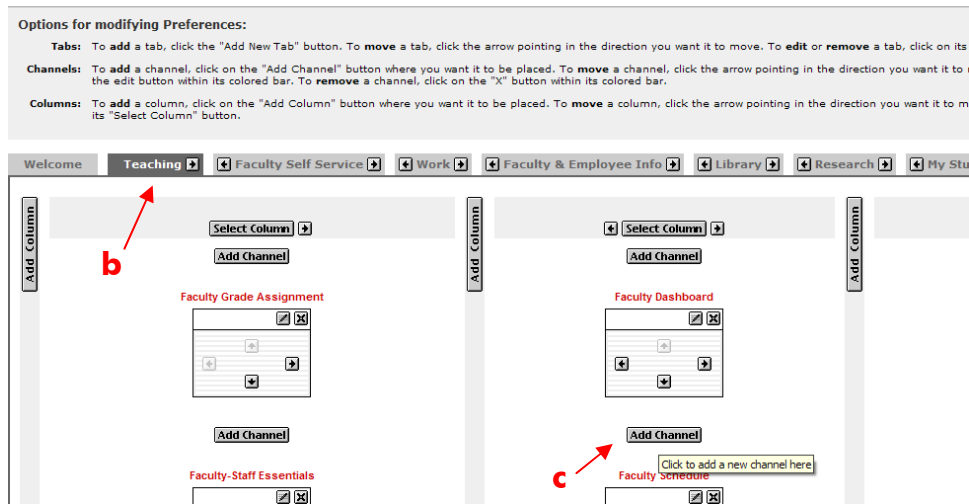 Options for modifying Preferences:
Tabs: To add a tab, click the "Add New Tab" button. To move a tab, click the arrow pointing in the direction you want it to move. To edit or remove a tab, click on its
Channels: To add a channel, click on the "Add Channel" button where you want it to be placed. To move a channel, click the arrow pointing in the direction you want it to
the edit button within its colored bar. To remove a channel, click on the "X" button within its colored bar.
Columns: To add a column, click on the "Add Column" button where you want it to be placed. To move a column, click the arrow pointing in the direction you want it to m
its "Select Column" button.
Welcome Teaching Faculty Self Service Work Faculty & Employee Info Library Research My Stu
Add Column
Select Column
Add Channel
b
Faculty Grade Assignment
Add Channel
Faculty-Staff Essentials
Add Column
Select Column
Add Channel
Faculty Dashboard
Add Channel
Click to add a new channel here
c
Faculty Schedule
Add Column